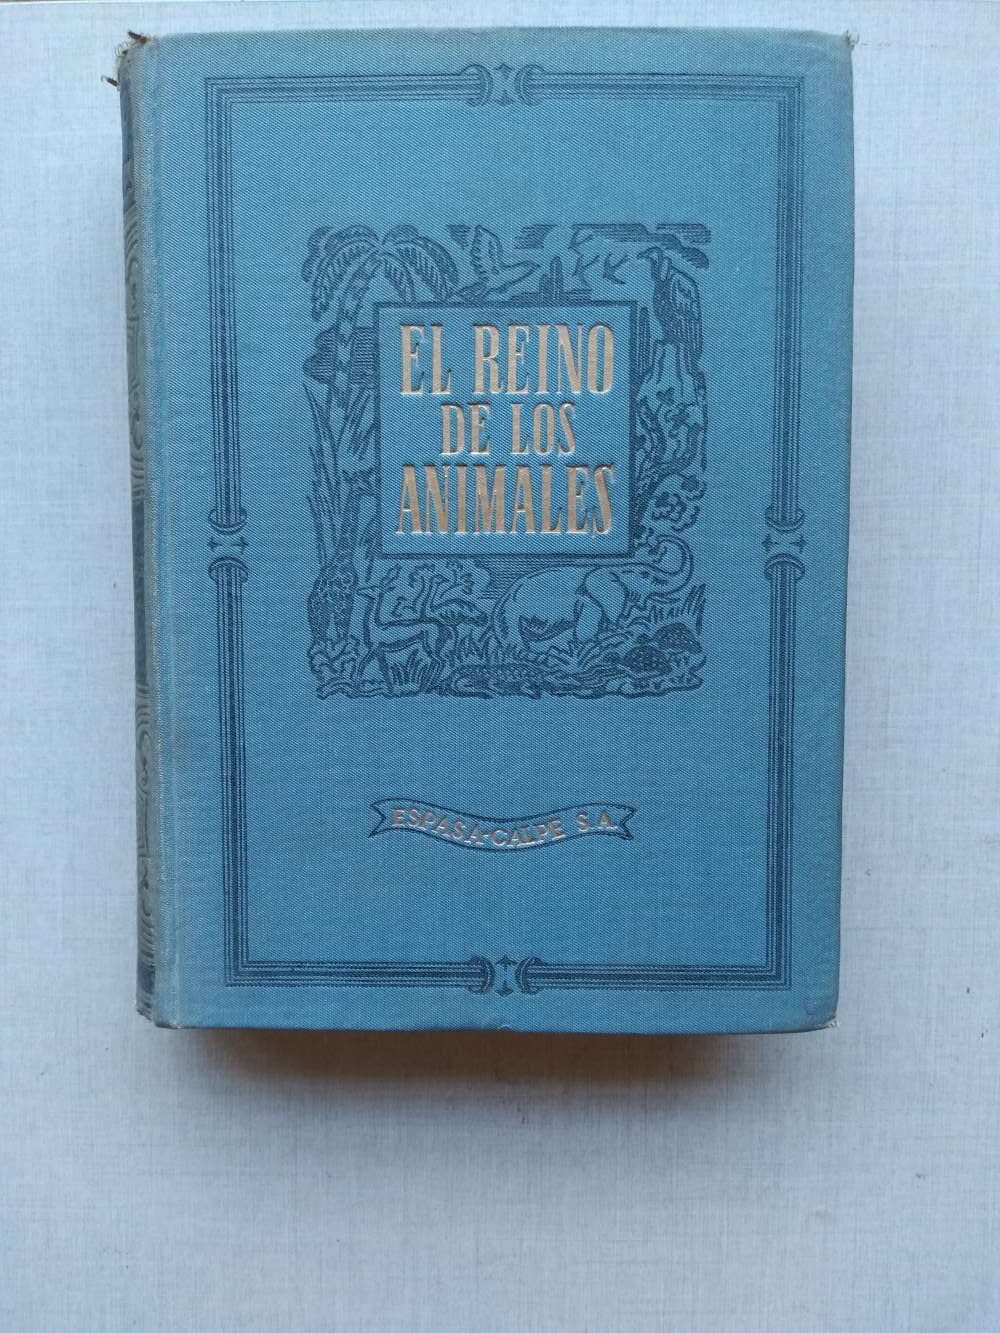 EL REINO
DE LOS
ANIMALES
ESPASA-CALPE S.A.